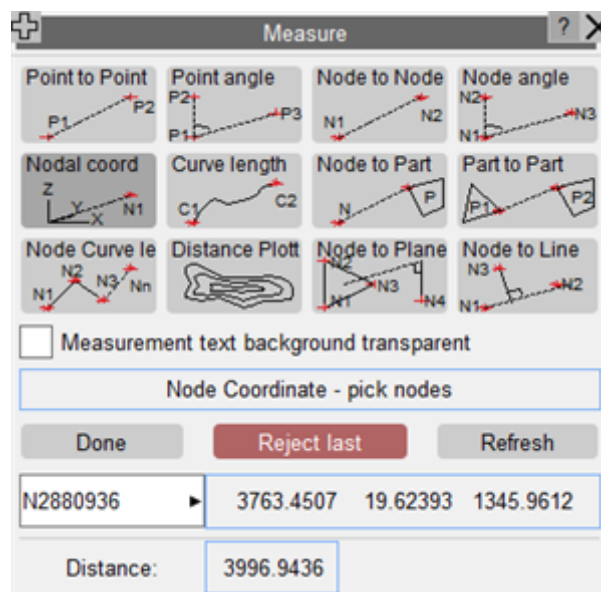 Measure ?
Point to Point Point angle Node to Node Node angle
P1 P2 P2 P1 P3 N1 N2 N2 N1 N3
Nodal coord Curve length Node to Part Part to Part
Z Y X N1 C1 C2 N P P1 P2
Node Curve le Distance Plott Node to Plane Node to Line
N1 N2 N3 Nn N2 N1 N3 N4 N3 N1 N2
Measurement text background transparent
Node Coordinate - pick nodes
Done Reject last Refresh
N2880936 3763.4507 19.62393 1345.9612
Distance: 3996.9436